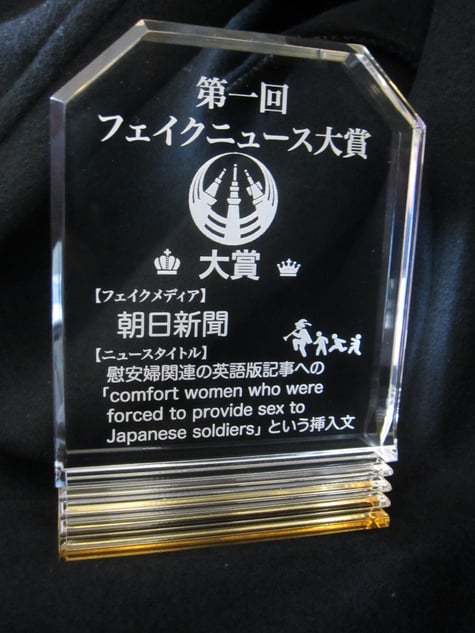 第一回
フェイクニュース大賞
大賞
【フェイクメディア】
朝日新聞
【ニュースタイトル】
慰安婦関連の英語版記事への
「comfort women who were
forced to provide sex to
Japanese soldiers」という挿入文